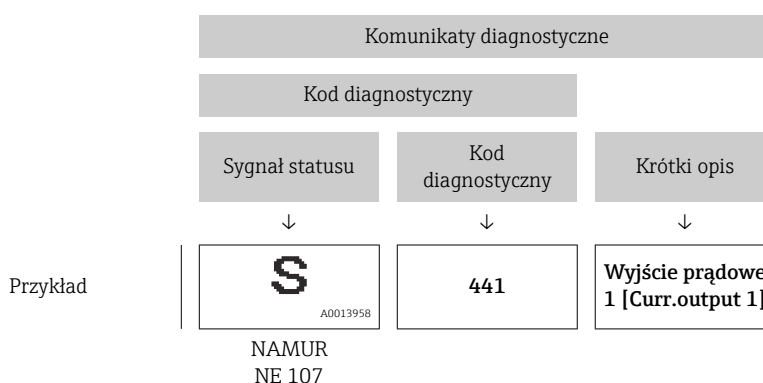 Komunikaty diagnostyczne
Kod diagnostyczny
Sygnał statusu
Kod
diagnostyczny
Krótki opis
↓ ↓ ↓
Przykład
S
A0013958
441
Wyjście prądowe
1 [Curr.output 1]
NAMUR
NE 107